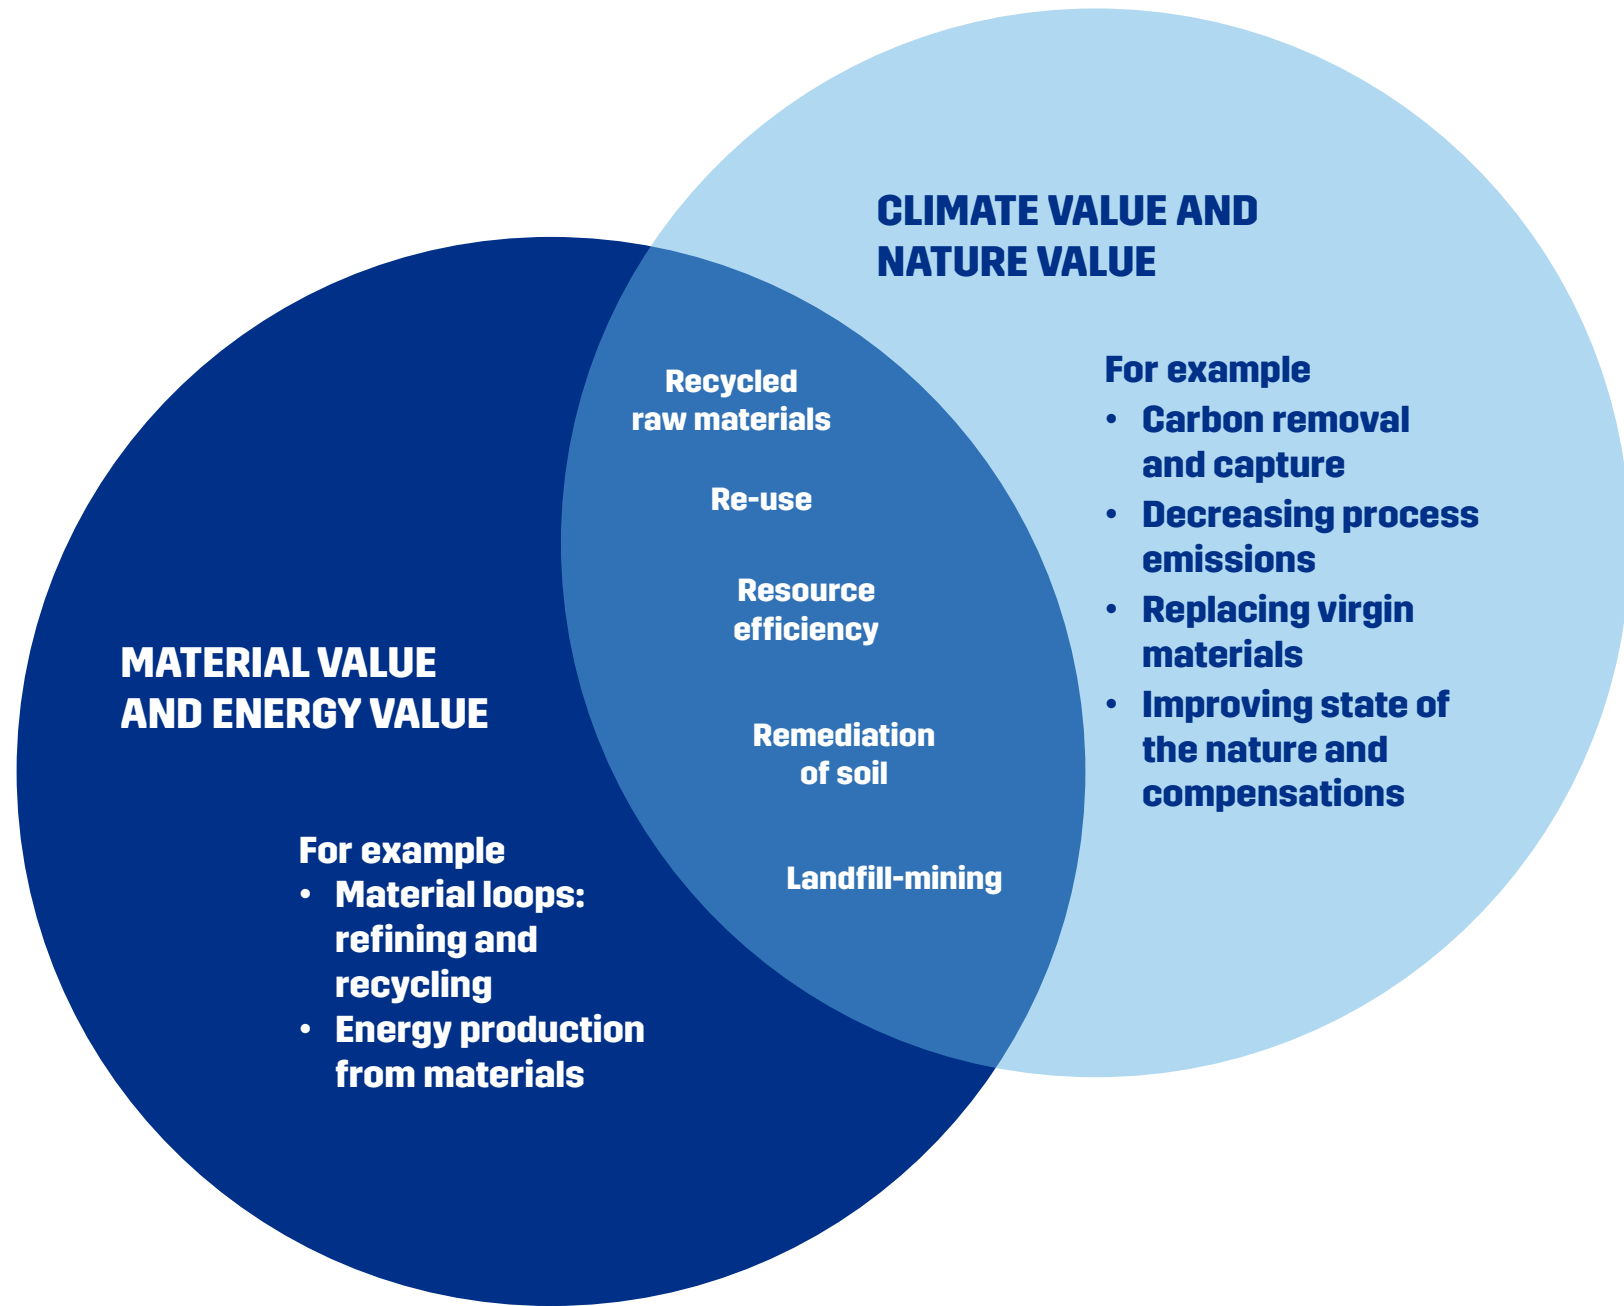 CLIMATE VALUE AND
NATURE VALUE
For example
• Carbon removal
and capture
• Decreasing process
emissions
• Replacing virgin
materials
• Improving state of
the nature and
compensations
Recycled
raw materials
Re-use
Resource
efficiency
Remediation
of soil
Landfill-mining
MATERIAL VALUE
AND ENERGY VALUE
For example
• Material loops:
refining and
recycling
• Energy production
from materials